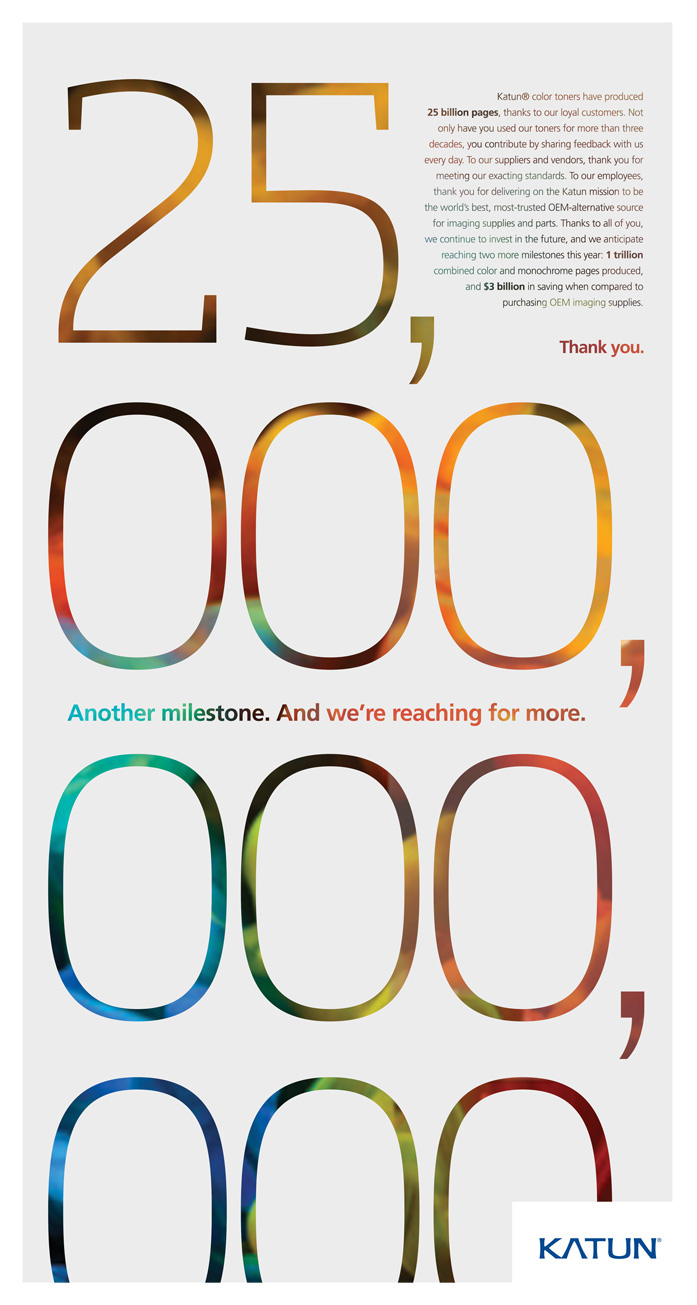 25,
Katun® color toners have produced
25 billion pages, thanks to our loyal customers. Not
only have you used our toners for more than three
decades, you contribute by sharing feedback with us
every day. To our suppliers and vendors, thank you for
meeting our exacting standards. To our employees,
thank you for delivering on the Katun mission to be
the world's best, most-trusted OEM-alternative source
for imaging supplies and parts. Thanks to all of you,
we continue to invest in the future, and we anticipate
reaching two more milestones this year: 1 trillion
combined color and monochrome pages produced,
and $3 billion in saving when compared to
purchasing OEM imaging supplies.
Thank you.
000,
Another milestone. And we're reaching for more.
000,
000
KATUN®